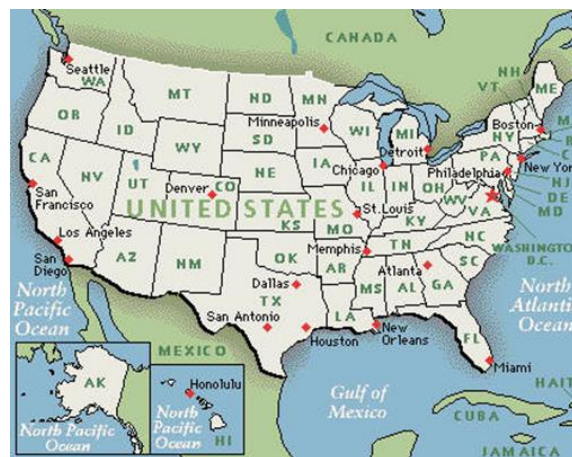 CANADA
Seattle
WA
MT
ND
MN
ME
NH
VT
OR
ID
WY
SD
Minneapolis
WI
MI
NY
Boston
M
R
C
CA
NV
UT
Denver
CO
NE
IA
Chicago
Detroit
IL
IN
OH
PA
Philadelphia
New York
NJ
DE
MD
WV
VA
San
Francisco
UNITED STATES
KS
MO
St. Louis
KY
WASHINGTON
D.C.
Los Angeles
AZ
NM
OK
AR
Memphis
TN
NC
SC
San
Diego
Dallas
TX
MS
AL
Atlanta
GA
North
Pacific
Ocean
San Antonio
LA
Houston
New
Orleans
FL
Miami
North
Atlantic
Ocean
MEXICO
Gulf of
Mexico
CUBA
HAIT
JAMAICA
AK
North Pacific
Ocean
Honolulu
North
Pacific
Ocean
HI